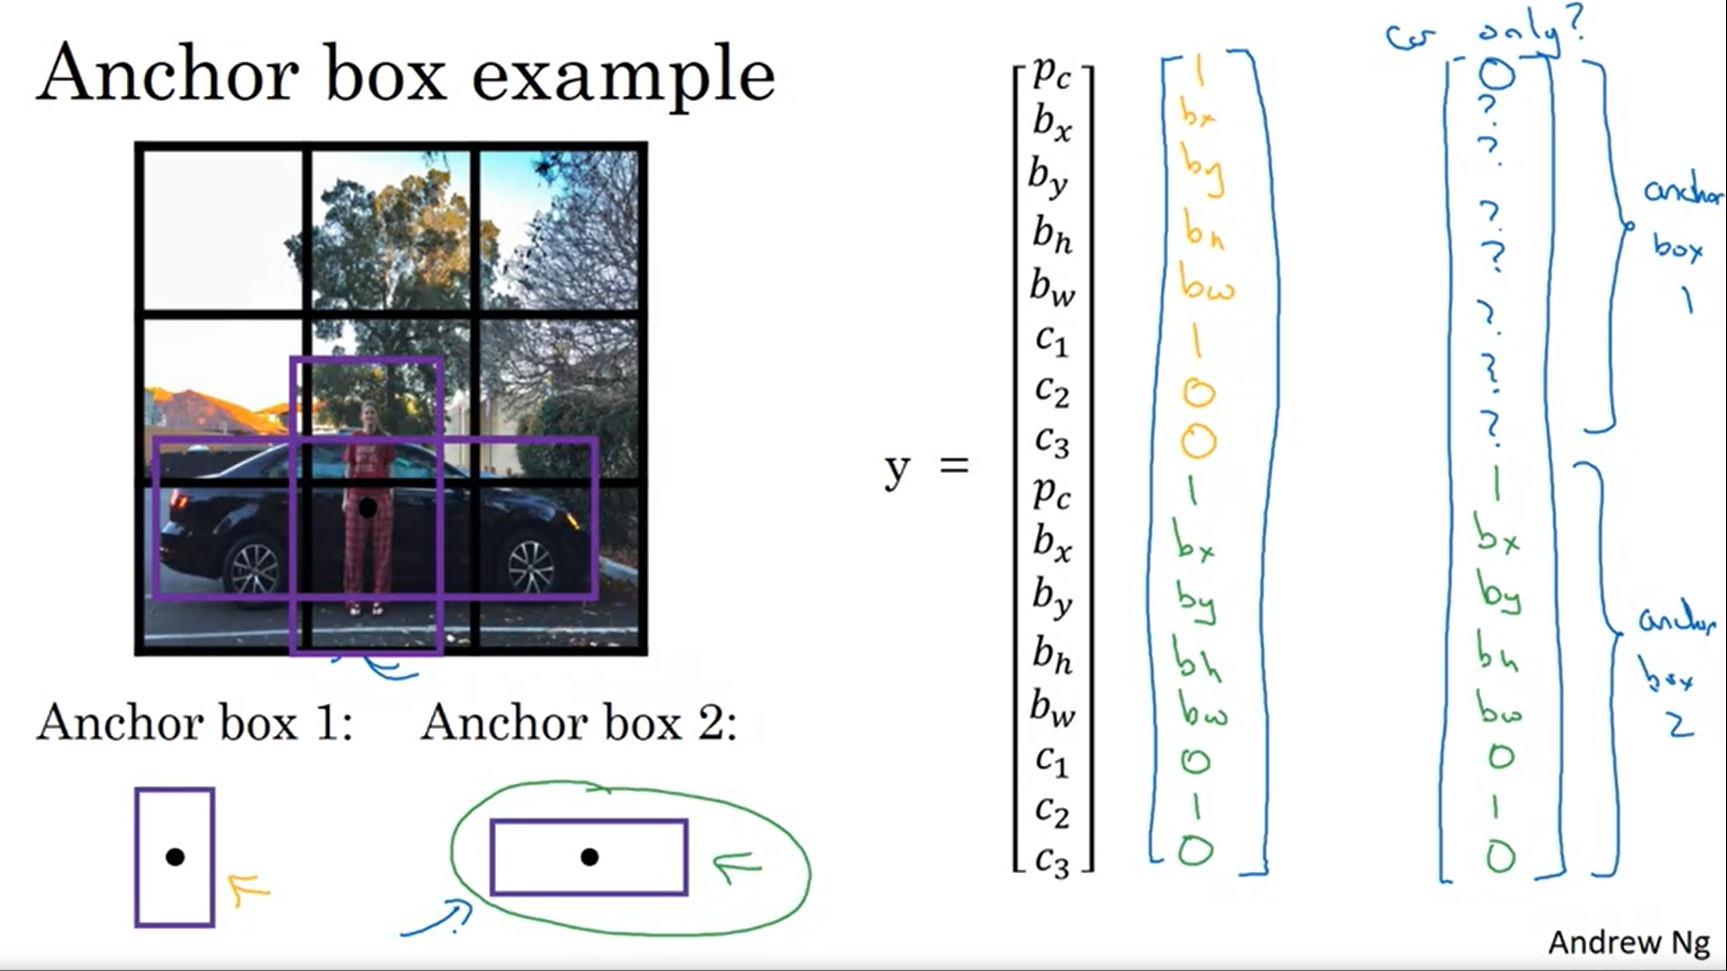 Anchor box example
y =
p_c
b_x
b_y
b_h
b_w
c_1
c_2
c_3
p_c
b_x
b_y
b_h
b_w
c_1
c_2
c_3
1
bx
by
bh
bw
1
0
0
1
bx
by
bh
bw
0
1
0
car only?
0
?
?
?
?
?
?
?
1
bx
by
bh
bw
0
1
0
anchor
box
1
anchor
box
2
Anchor box 1:
Anchor box 2:
Andrew Ng